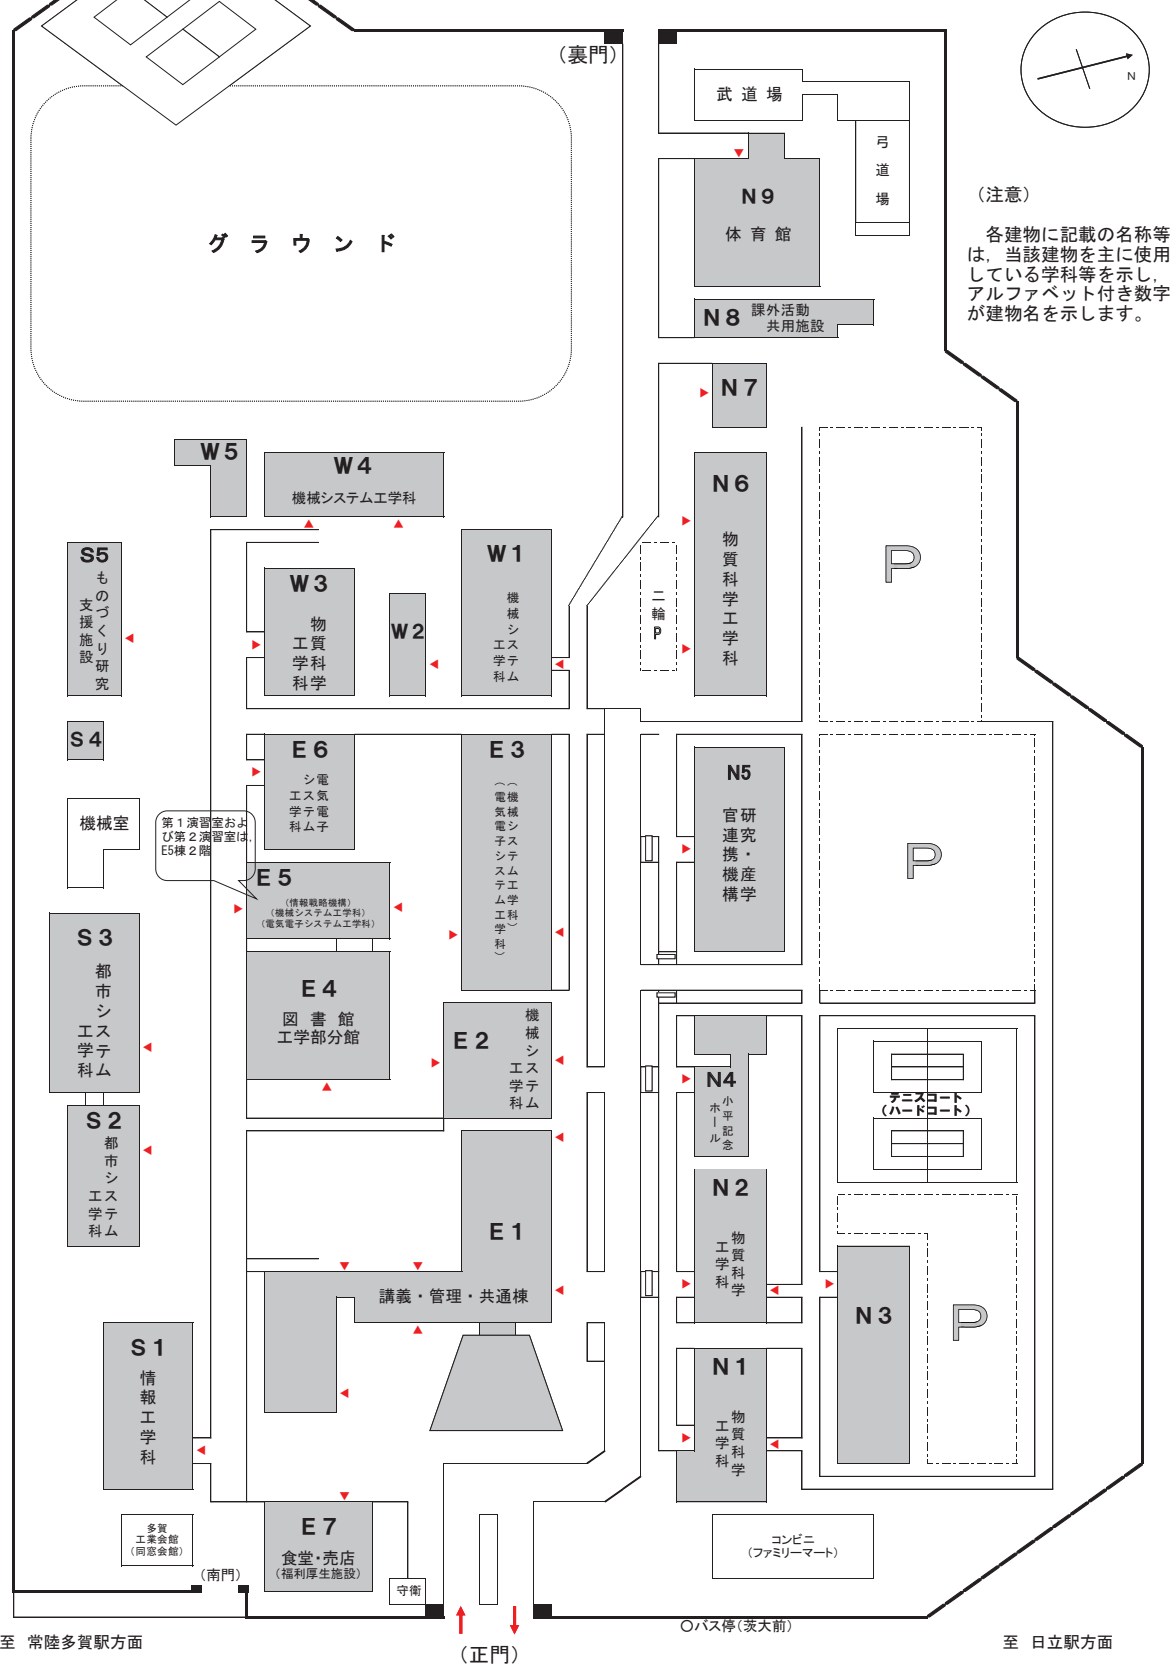 (裏門)
N
武道場
弓道場
N9
体育館
(注意)
各建物に記載の名称等
は,当該建物を主に使用
している学科等を示し,
アルファベット付き数字
が建物名を示します。
グラウンド
N8 課外活動
共用施設
N7
W5
W4
機械システム工学科
N6
物質科学工学科
P
S5
ものづくり研究
支援施設
W3
物質科学
工学科
W2
W1
機械システム
工学科
二輪P
S4
E6
電気電子
システム
工学科
E3
(機械システム工学科)
(電気電子システム工学科)
N5
研究・産学
官連携機構
P
機械室
第1演習室およ
び第2演習室は,
E5棟2階
E5
(情報戦略機構)
(機械システム工学科)
(電気電子システム工学科)
S3
都市システム
工学科
E4
図書館
工学部分館
E2
機械システム
工学科
N4
小平記念
ホール
テニスコート
(ハードコート)
S2
都市システム
工学科
E1
講義・管理・共通棟
N2
物質科学
工学科
N3
P
S1
情報工学科
N1
物質科学
工学科
多賀
工業会館
(同窓会館)
E7
食堂・売店
(福利厚生施設)
コンビニ
(ファミリーマート)
(南門)
守衛
○バス停(茨大前)
至 常陸多賀駅方面
(正門)
至 日立駅方面